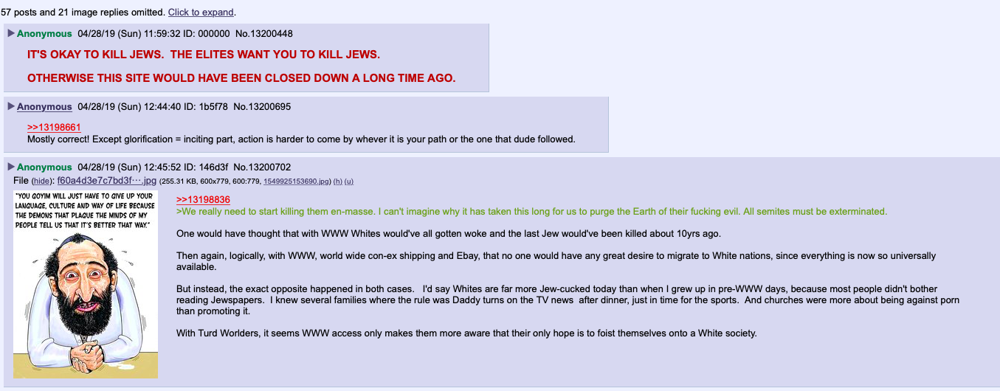 57 posts and 21 image replies omitted. Click to expand.
Anonymous 04/28/19 (Sun) 11:59:32 ID: 000000 No.13200448
IT'S OKAY TO KILL JEWS. THE ELITES WANT YOU TO KILL JEWS.
OTHERWISE THIS SITE WOULD HAVE BEEN CLOSED DOWN A LONG TIME AGO.
Anonymous 04/28/19 (Sun) 12:44:40 ID: 1b5f78 No.13200695
>>13198661
Mostly correct! Except glorification = inciting part, action is harder to come by whever it is your path or the one that dude followed.
Anonymous 04/28/19 (Sun) 12:45:52 ID: 146d3f No.13200702
File (hide): f60a4d3e7c7bd3f⋯.jpg (255.31 KB, 600x779, 600:779, 1549925153690.jpg) (h) (u)
"YOU GOYIM WILL JUST HAVE TO GIVE UP YOUR
LANGUAGE, CULTURE AND WAY OF LIFE BECAUSE
THE DEMONS THAT PLAGUE THE MINDS OF MY
PEOPLE TELL US THAT IT'S BETTER THAT WAY."
>>13198836
>We really need to start killing them en-masse. I can't imagine why it has taken this long for us to purge the Earth of their fucking evil. All semites must be exterminated.
One would have thought that with WWW Whites would've all gotten woke and the last Jew would've been killed about 10yrs ago.
Then again, logically, with WWW, world wide con-ex shipping and Ebay, that no one would have any great desire to migrate to White nations, since everything is now so universally
available.
But instead, the exact opposite happened in both cases. I'd say Whites are far more Jew-cucked today than when I grew up in pre-WWW days, because most people didn't bother
reading Jewspapers. I knew several families where the rule was Daddy turns on the TV news after dinner, just in time for the sports. And churches were more about being against porn
than promoting it.
With Turd Worlders, it seems WWW access only makes them more aware that their only hope is to foist themselves onto a White society.